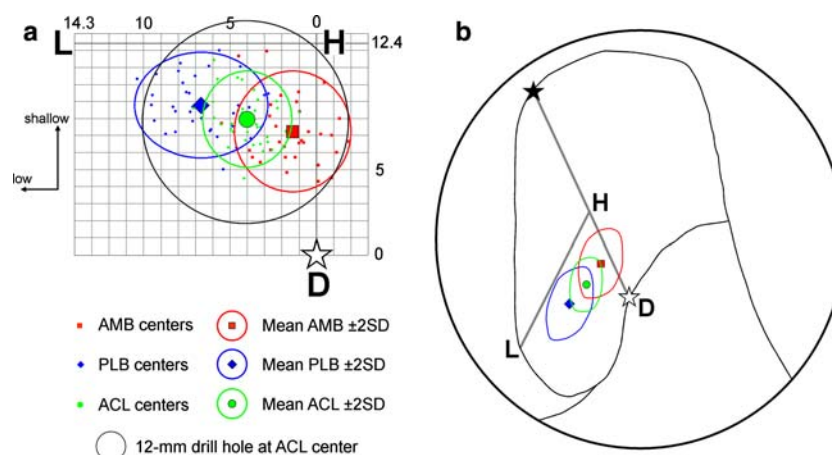 a
14.3 10 5 0
L H 12.4
shallow
low
5
0
D
AMB centers Mean AMB ±2SD
PLB centers Mean PLB ±2SD
ACL centers Mean ACL ±2SD
12-mm drill hole at ACL center
b
H
D
L